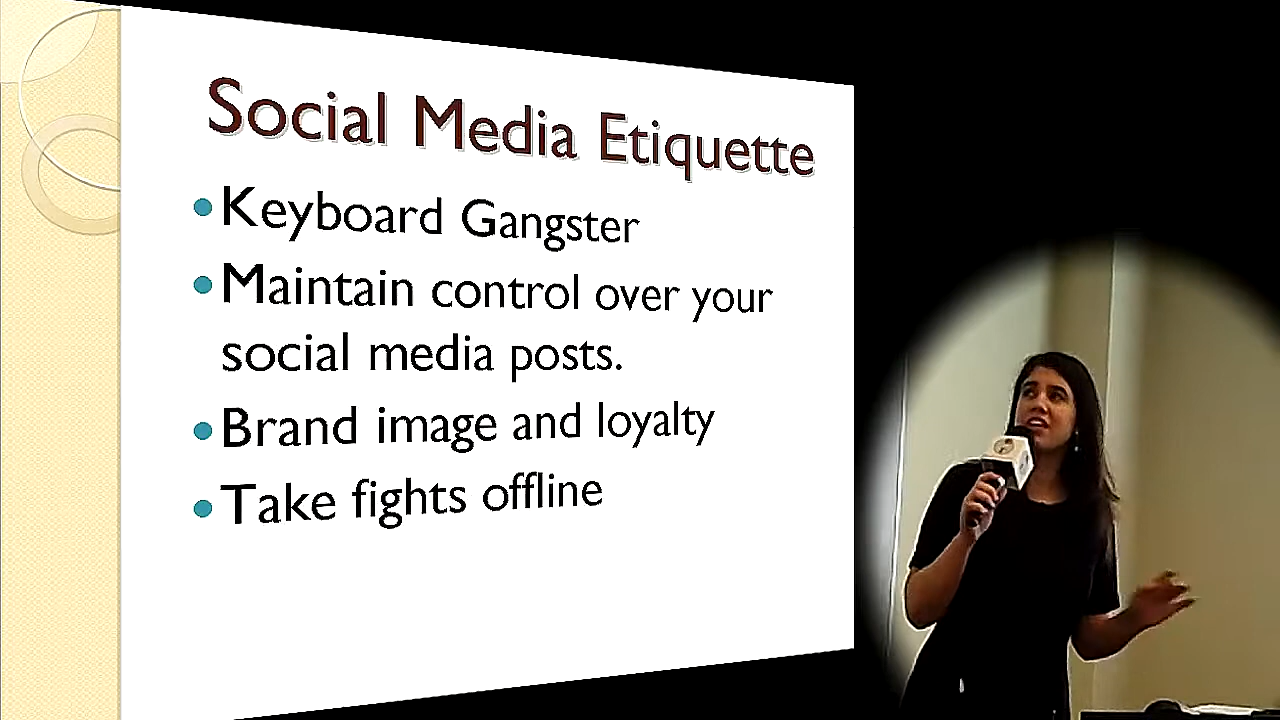 Social Media Etiquette
Keyboard Gangster
Maintain control over your
social media posts.
Brand image and loyalty
Take fights offline